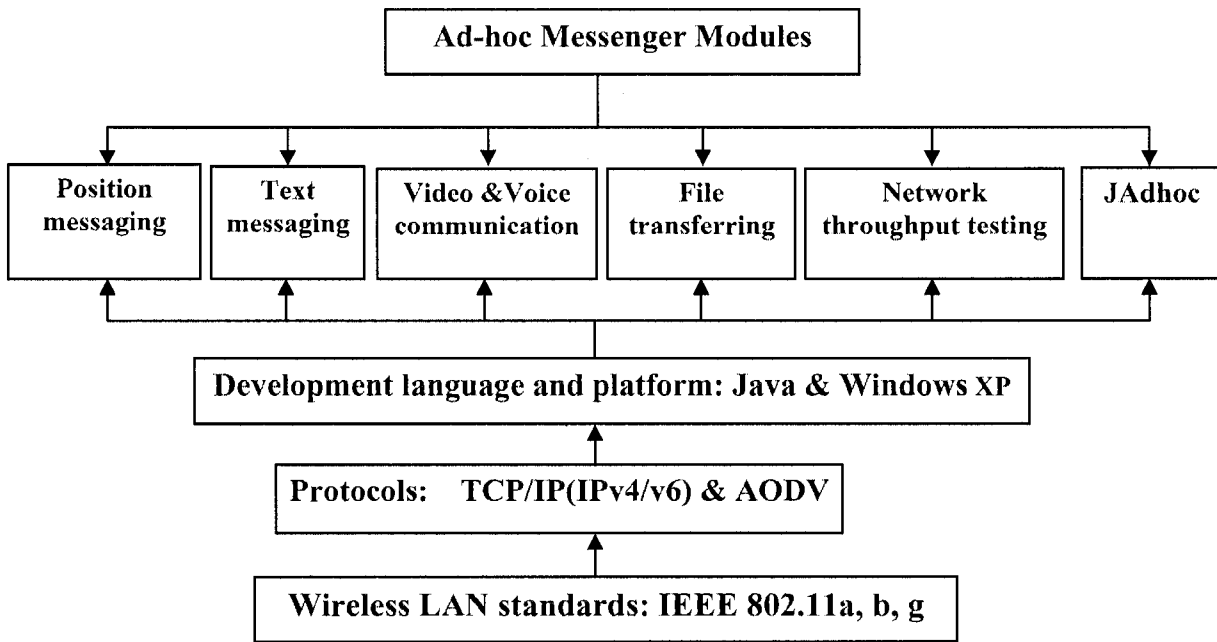 Ad-hoc Messenger Modules
Position
messaging
Text
messaging
Video &Voice
communication
File
transferring
Network
throughput testing
JAdhoc
Development language and platform: Java & Windows XP
Protocols: TCP/IP(IPv4/v6) & AODV
Wireless LAN standards: IEEE 802.11a, b, g